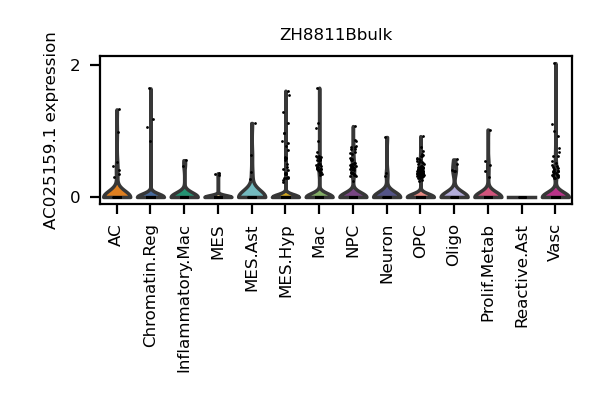 ZH8811Bbulk
AC025159.1 expression
2
0
AC
Chromatin.Reg
Inflammatory.Mac
MES
MES.Ast
MES.Hyp
Mac
NPC
Neuron
OPC
Oligo
Prolif.Metab
Reactive.Ast
Vasc